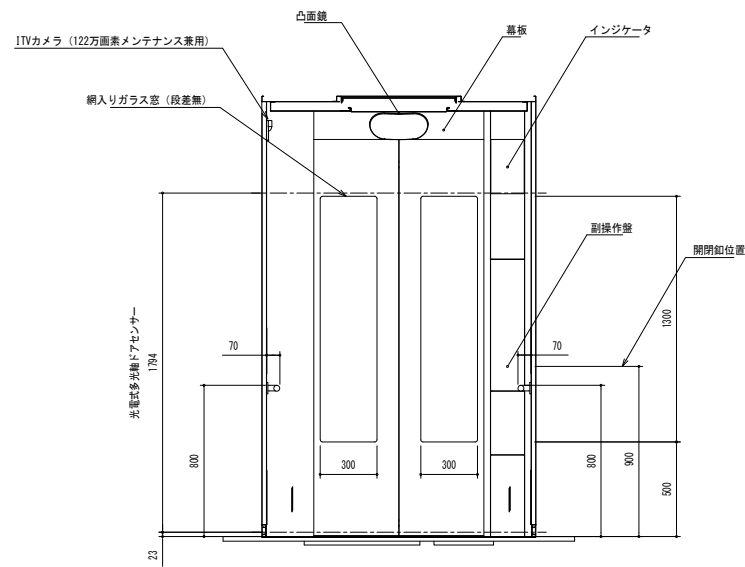 凸面鏡
ITVカメラ（122万画素メンテナンス兼用）
幕板
インジケータ
網入りガラス窓（段差無）
副操作盤
開閉釦位置
光電式多光軸ドアセンサー
1794
70
70
1300
800
300
300
800
900
500
23